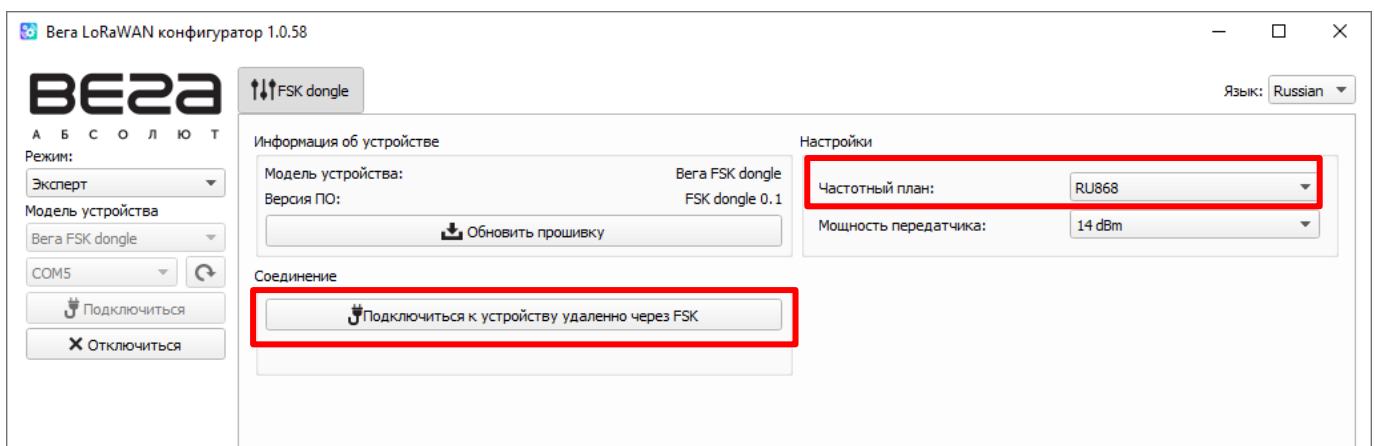 Вега LoRaWAN конфигуратор 1.0.58
ВЕГА
АБСОЛЮТ
Режим:
Эксперт
Модель устройства
Вега FSK dongle
COM5
Подключиться
Отключиться
FSK dongle
Язык: Russian
Информация об устройстве
Модель устройства: Вега FSK dongle
Версия ПО: FSK dongle 0.1
Обновить прошивку
Соединение
Подключиться к устройству удаленно через FSK
Настройки
Частотный план: RU868
Мощность передатчика: 14 dBm